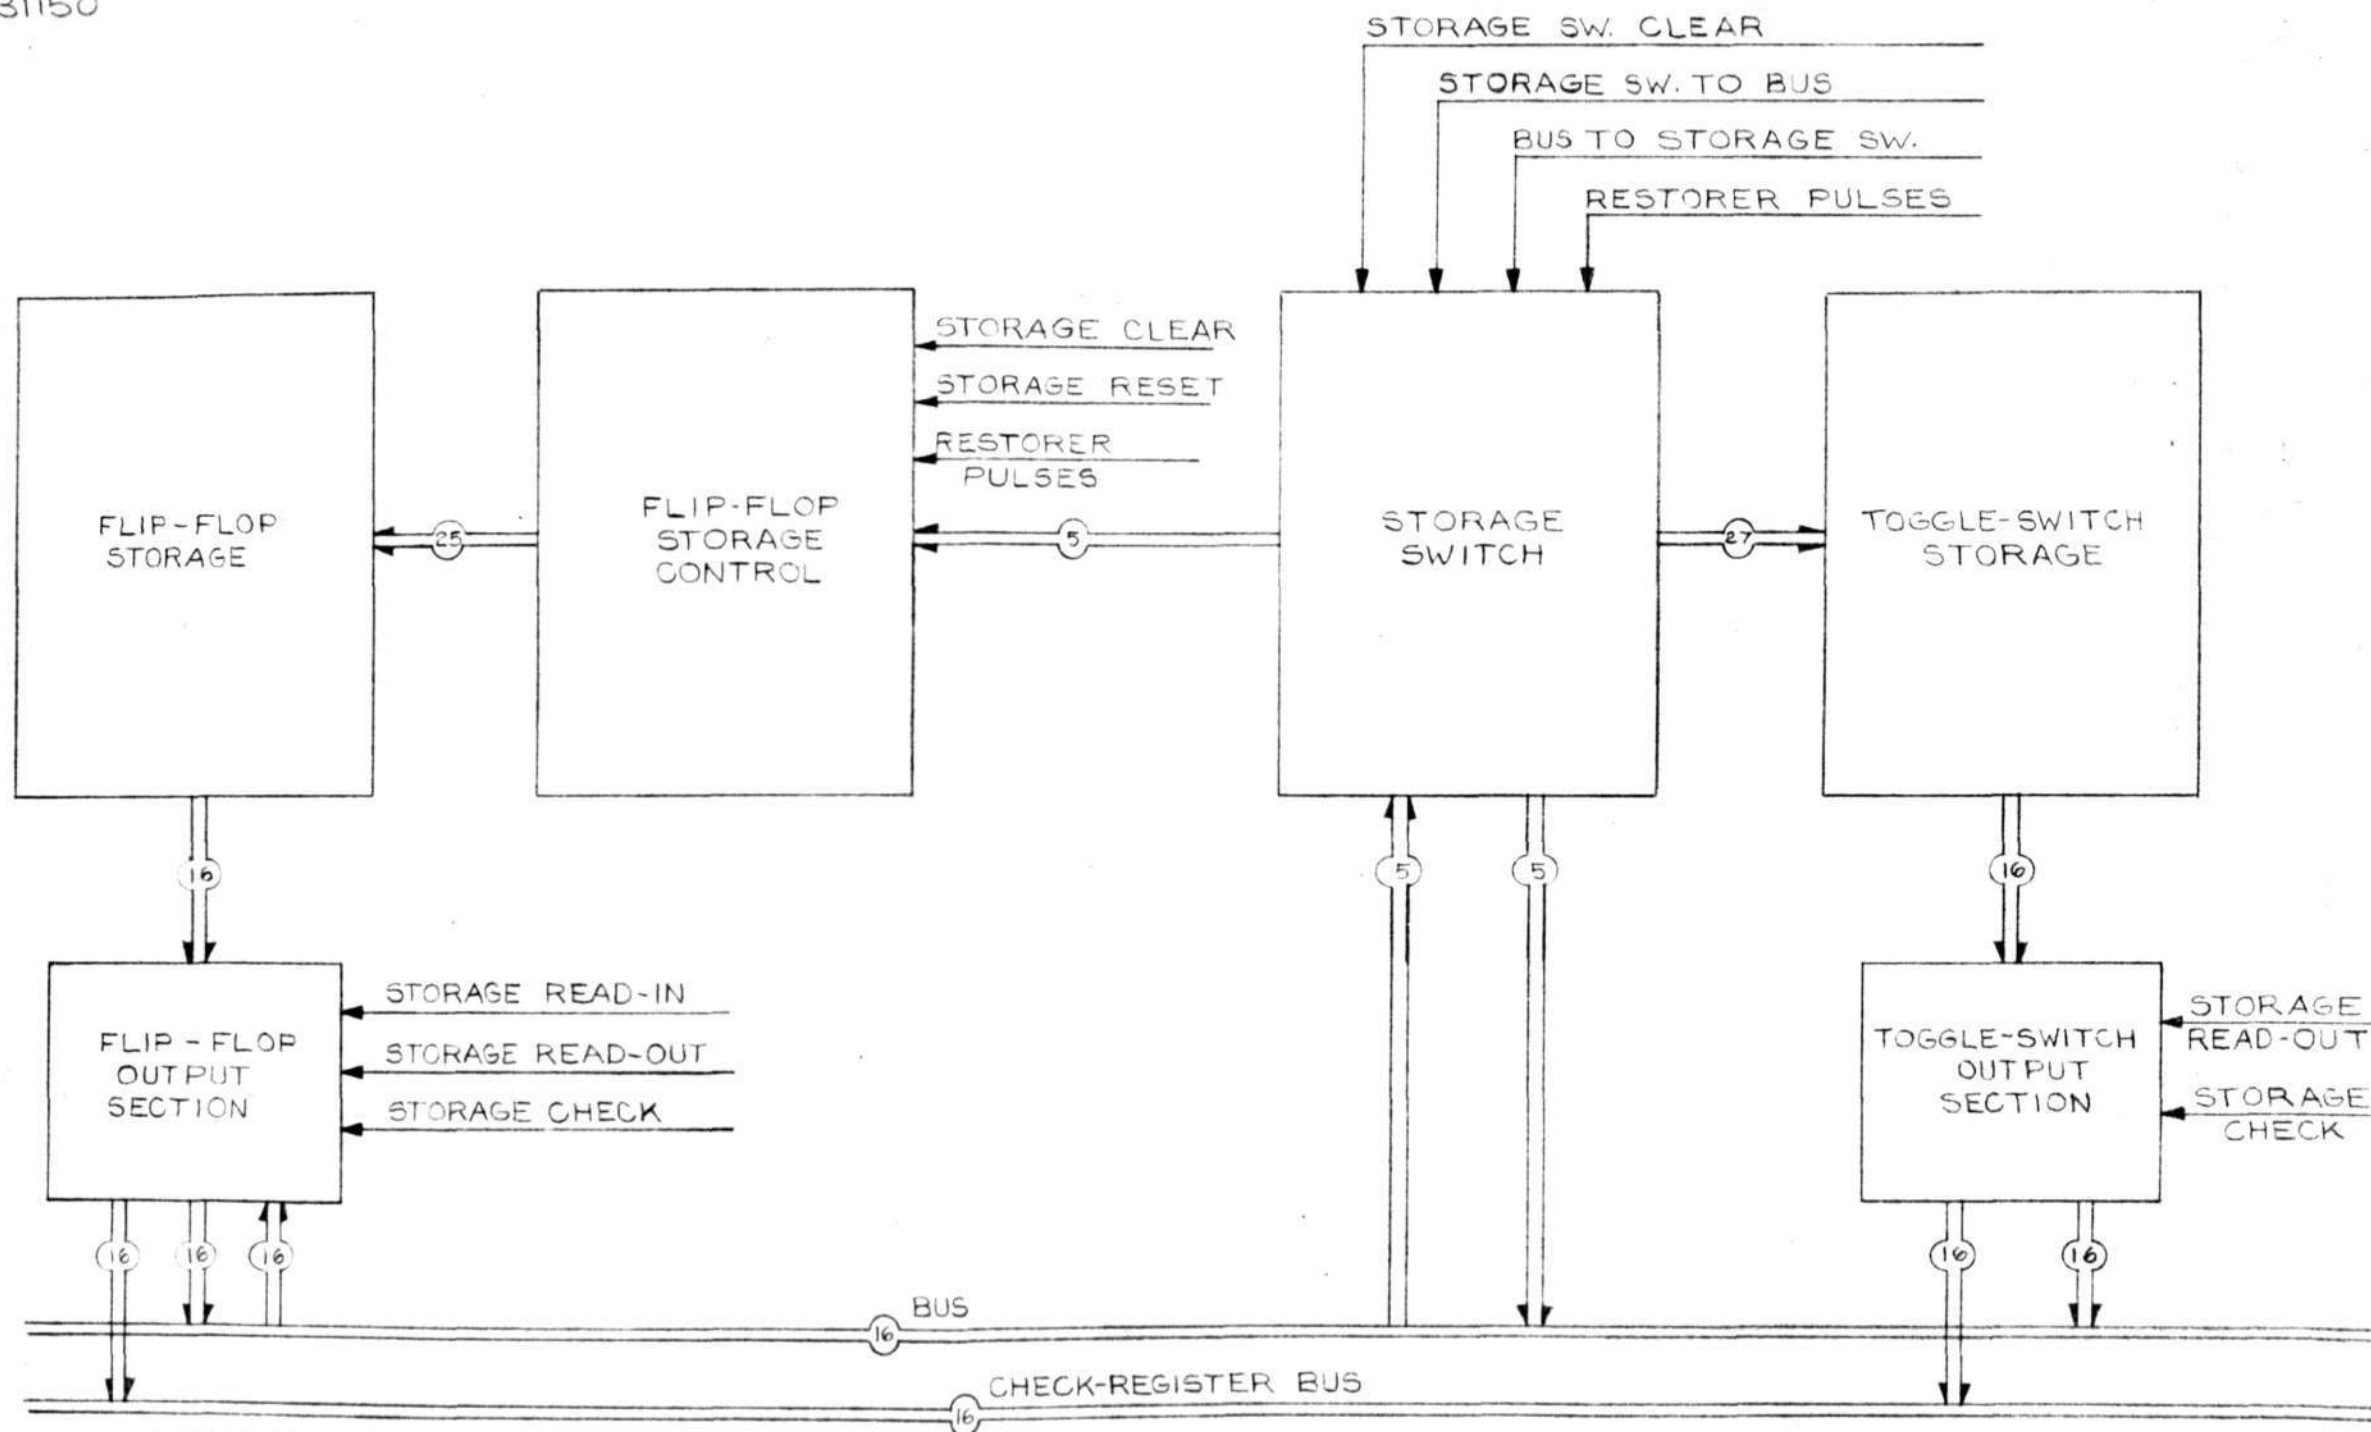 31150
STORAGE SW. CLEAR
STORAGE SW. TO BUS
BUS TO STORAGE SW.
RESTORER PULSES
STORAGE CLEAR
STORAGE RESET
RESTORER
PULSES
FLIP-FLOP
STORAGE
25
FLIP-FLOP
STORAGE
CONTROL
5
STORAGE
SWITCH
27
TOGGLE-SWITCH
STORAGE
16
5
5
16
STORAGE READ-IN
STORAGE READ-OUT
STORAGE CHECK
FLIP-FLOP
OUTPUT
SECTION
TOGGLE-SWITCH
OUTPUT
SECTION
STORAGE
READ-OUT
STORAGE
CHECK
16
16
16
16
16
BUS
16
CHECK-REGISTER BUS
16